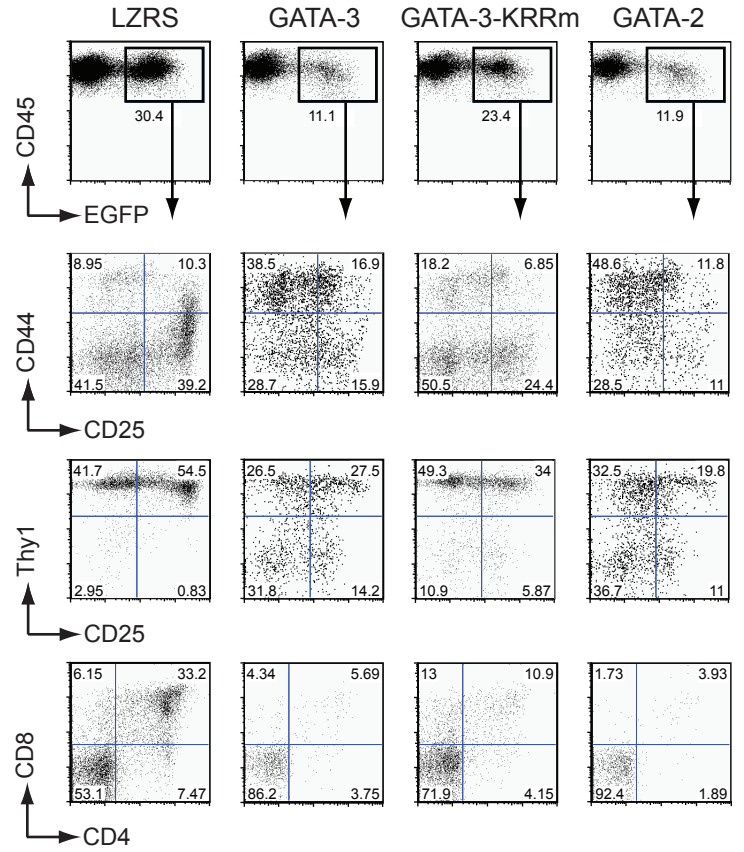 LZRS GATA-3 GATA-3-KRRm GATA-2
CD45
30.4 11.1 23.4 11.9
EGFP
8.95 10.3 38.5 16.9 18.2 6.85 48.6 11.8
CD44
41.5 39.2 28.7 15.9 50.5 24.4 28.5 11
CD25
41.7 54.5 26.5 27.5 49.3 34 32.5 19.8
Thy1
2.95 0.83 31.8 14.2 10.9 5.87 36.7 11
CD25
6.15 33.2 4.34 5.69 13 10.9 1.73 3.93
CD8
53.1 7.47 86.2 3.75 71.9 4.15 92.4 1.89
CD4